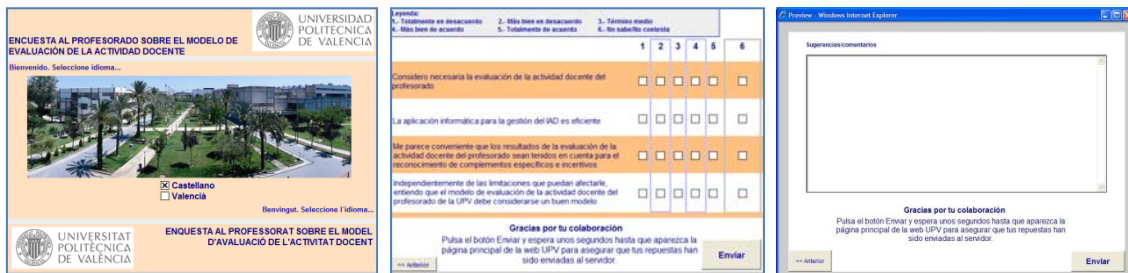 ENCUESTA AL PROFESORADO SOBRE EL MODELO DE
EVALUACIÓN DE LA ACTIVIDAD DOCENTE
UNIVERSIDAD
POLITECNICA
DE VALENCIA
Bienvenido. Seleccione idioma...
Castellano
Valencià
Benvingut. Seleccione l'idioma...
UNIVERSITAT
POLITÈCNICA
DE VALÈNCIA
ENQUESTA AL PROFESSORAT SOBRE EL MODEL
D'AVALUACIÓ DE L'ACTIVITAT DOCENT
Leyenda:
1.- Totalmente en desacuerdo 2.- Más bien en desacuerdo 3.- Término medio
4.- Más bien de acuerdo 5.- Totalmente de acuerdo 6.- No sabe/No contesta
1 2 3 4 5 6
Considero necesaria la evaluación de la actividad docente del
profesorado
La aplicación informática para la gestión del IAD es eficiente
Me parece conveniente que los resultados de la evaluación de la
actividad docente del profesorado sean tenidos en cuenta para el
reconocimiento de complementos específicos e incentivos
Independientemente de las limitaciones que puedan afectarle,
entiendo que el modelo de evaluación de la actividad docente del
profesorado de la UPV debe considerarse un buen modelo
Gracias por tu colaboración
Pulsa el botón Enviar y espera unos segundos hasta que aparezca la
página principal de la web UPV para asegurar que tus repuestas han
sido enviadas al servidor.
<< Anterior
Enviar
Preview - Windows Internet Explorer
Sugerencias/comentarios
Gracias por tu colaboración
Pulsa el botón Enviar y espera unos segundos hasta que aparezca la
página principal de la web UPV para asegurar que tus repuestas han
sido enviadas al servidor.
<< Anterior
Enviar